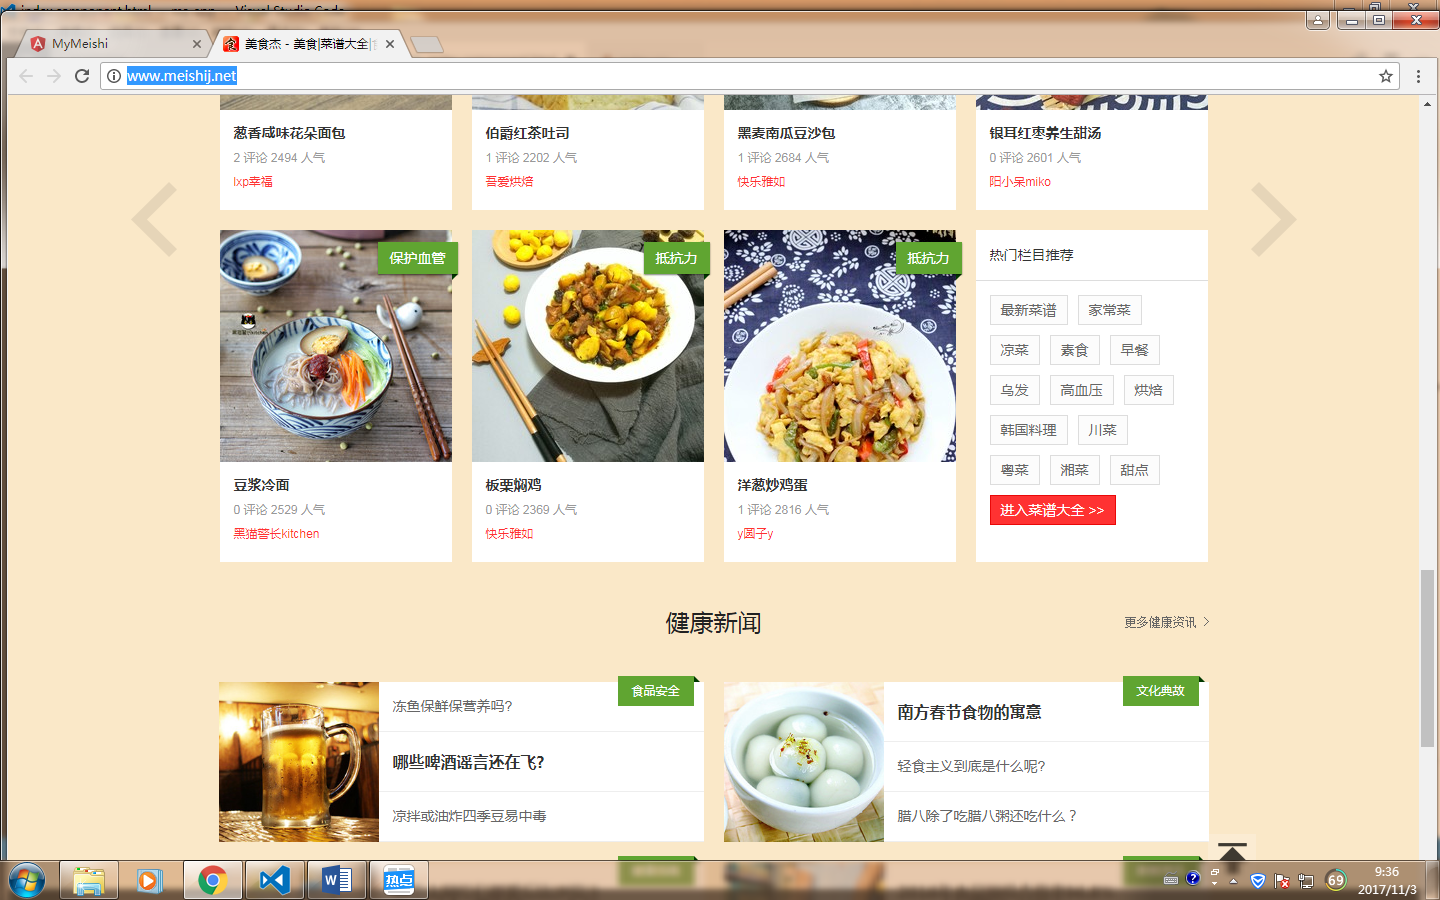 MyMeishi
美食杰 - 美食|菜谱大全|
www.meishij.net
葱香咸味花朵面包
2 评论 2494 人气
lxp幸福
伯爵红茶吐司
1 评论 2202 人气
吾爱烘焙
黑麦南瓜豆沙包
1 评论 2684 人气
快乐雅如
银耳红枣养生甜汤
0 评论 2601 人气
阳小呆miko
保护血管
豆浆冷面
0 评论 2529 人气
黑猫警长kitchen
抵抗力
板栗焖鸡
0 评论 2369 人气
快乐雅如
抵抗力
洋葱炒鸡蛋
1 评论 2816 人气
y圆子y
热门栏目推荐
最新菜谱 家常菜
凉菜 素食 早餐
乌发 高血压 烘焙
韩国料理 川菜
粤菜 湘菜 甜点
进入菜谱大全 >>
健康新闻
更多健康资讯
食品安全
冻鱼保鲜保营养吗?
哪些啤酒谣言还在飞?
凉拌或油炸四季豆易中毒
文化典故
南方春节食物的寓意
轻食主义到底是什么呢?
腊八除了吃腊八粥还吃什么？
热点
69
9:36
2017/11/3